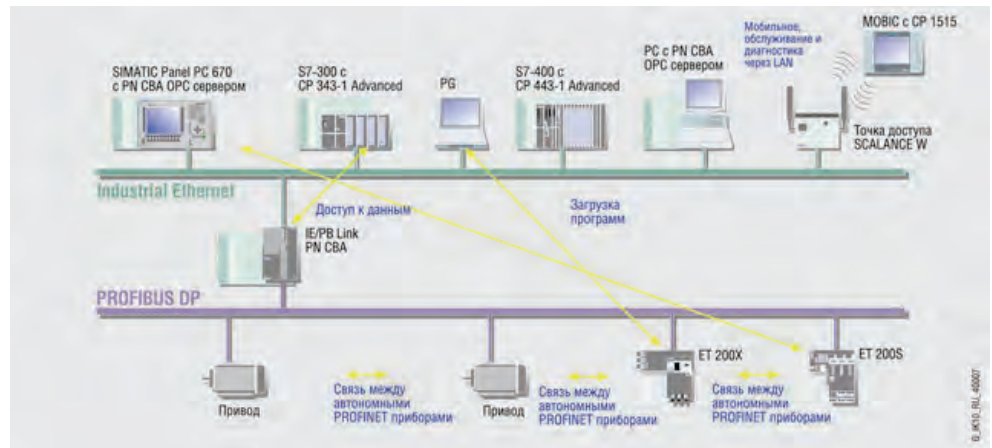 Мобильное,
обслуживание и
диагностика
через LAN
MOBIC с CP 1515
SIMATIC Panel PC 670
с PN CBA OPC сервером
S7-300 с
CP 343-1 Advanced
PG
S7-400 с
CP 443-1 Advanced
PC с PN CBA
OPC сервером
Точка доступа
SCALANCE W
Industrial Ethernet
Доступ к данным
Загрузка
программ
IE/PB Link
PN CBA
PROFIBUS DP
Привод
Связь между
автономными
PROFINET приборами
Привод
Связь между
автономными
PROFINET приборами
ET 200X
Связь между
автономными
PROFINET приборами
ET 200S
G_IK10_RU_40007